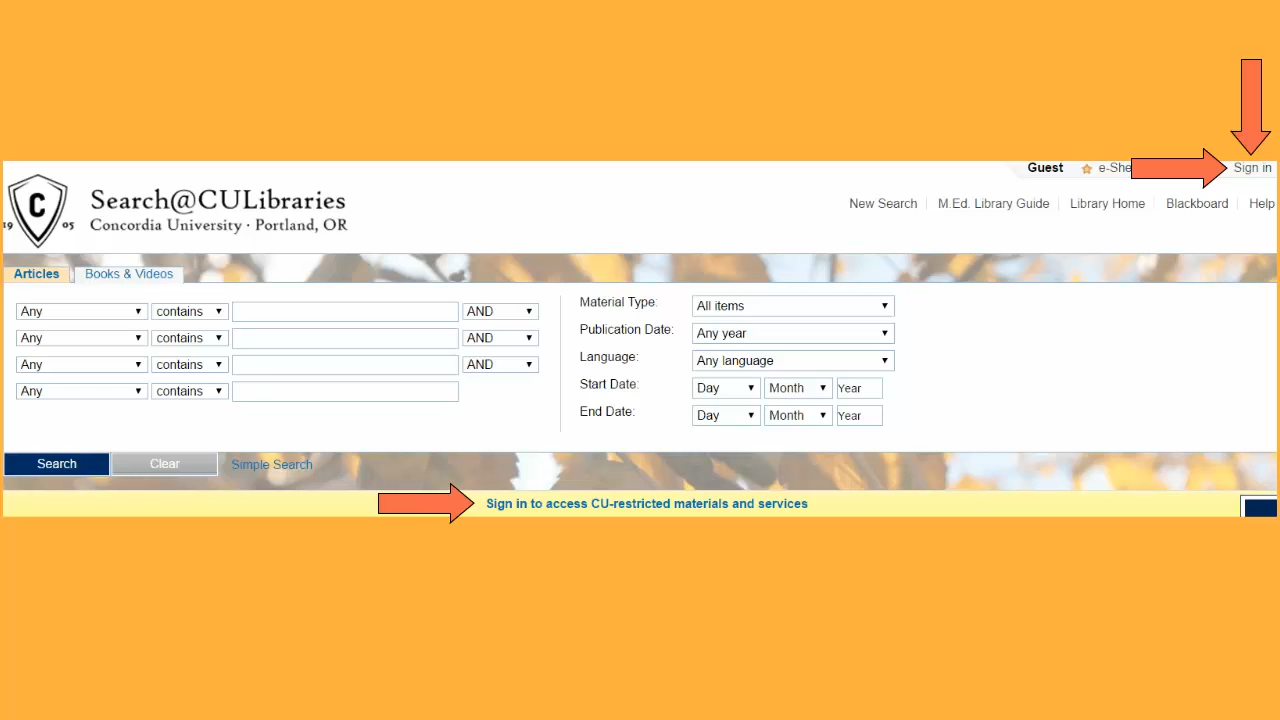 Guest e-She Sign in
C
19 05
Search@CULibraries
Concordia University · Portland, OR
New Search M.Ed. Library Guide Library Home Blackboard Help
Articles Books & Videos
Any contains AND
Any contains AND
Any contains AND
Any contains
Material Type: All items
Publication Date: Any year
Language: Any language
Start Date: Day Month Year
End Date: Day Month Year
Search Clear Simple Search
Sign in to access CU-restricted materials and services